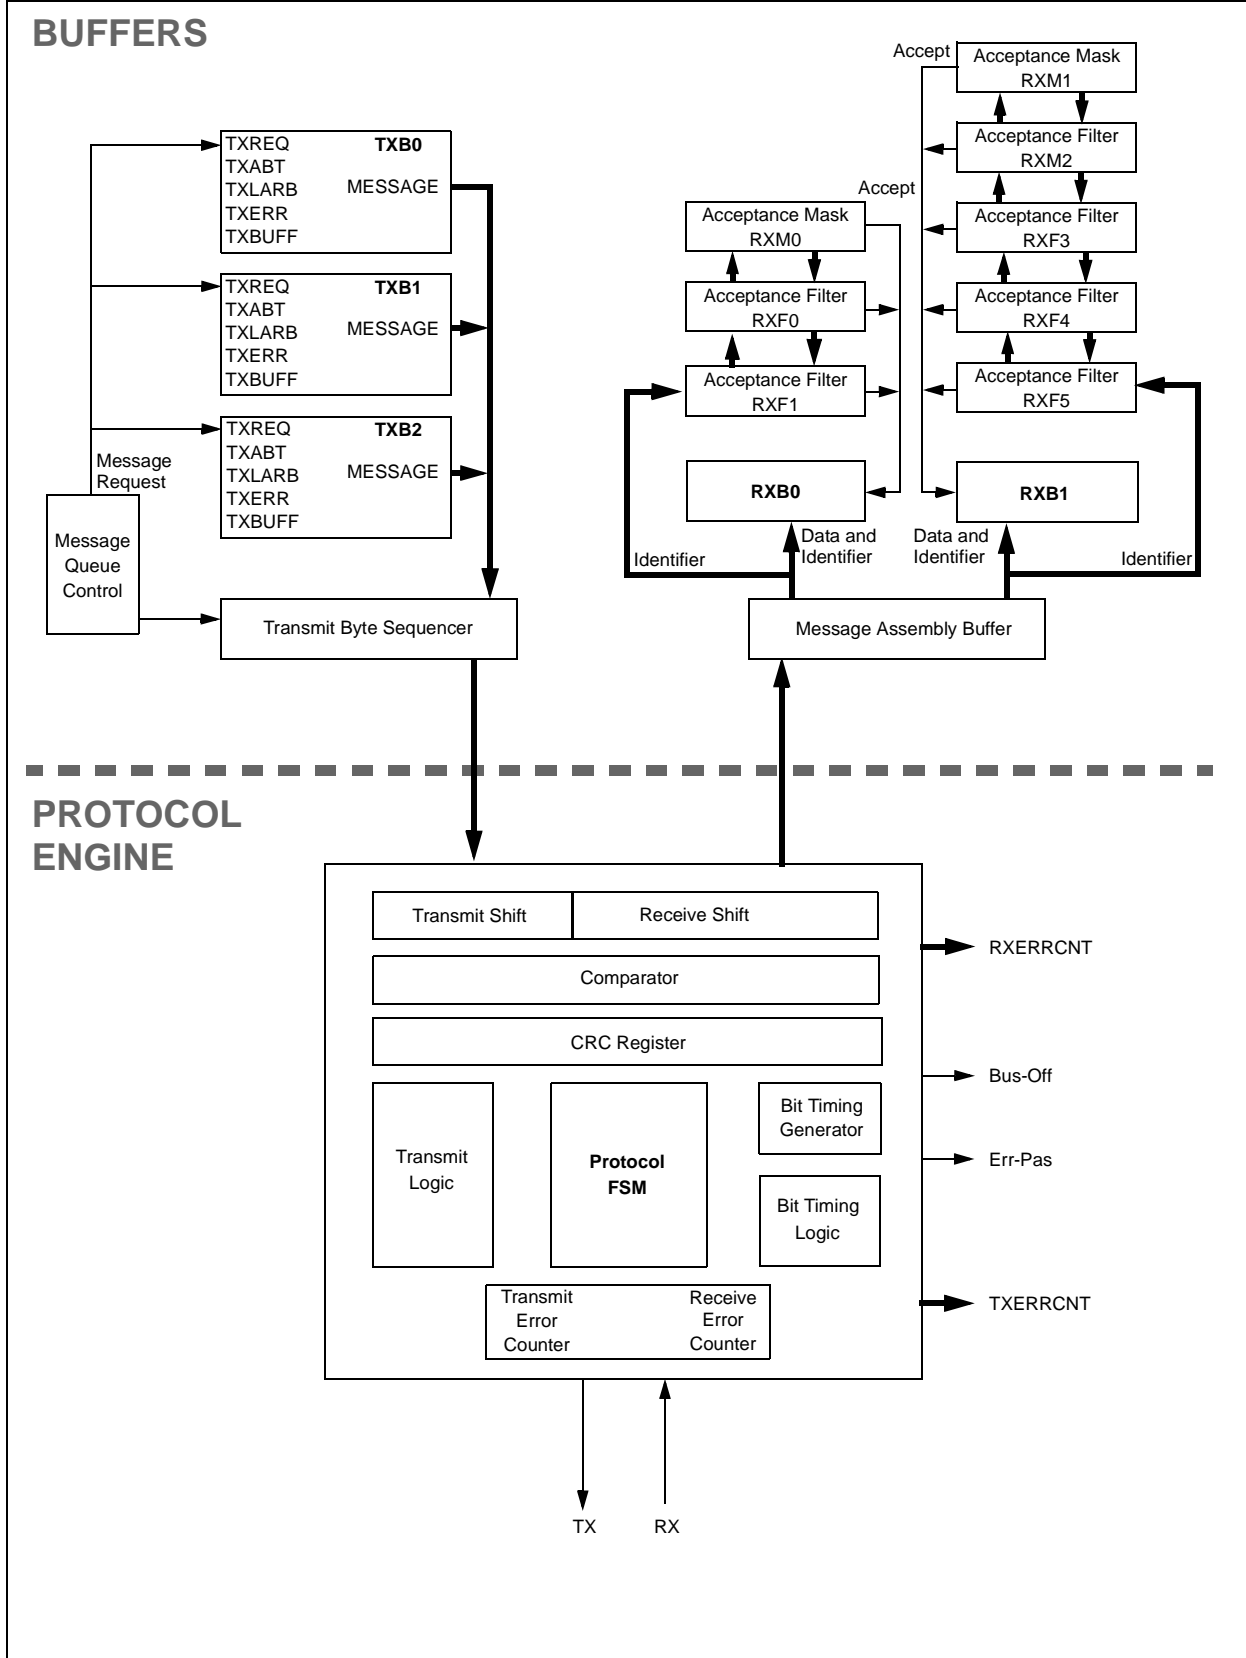 BUFFERS
TXREQ TXB0
TXABT
TXLARB MESSAGE
TXERR
TXBUFF
TXREQ TXB1
TXABT
TXLARB MESSAGE
TXERR
TXBUFF
TXREQ TXB2
TXABT
TXLARB MESSAGE
TXERR
TXBUFF
Message
Request
Message
Queue
Control
Transmit Byte Sequencer
Accept
Acceptance Mask
RXM1
Acceptance Filter
RXM2
Accept
Acceptance Mask
RXM0
Acceptance Filter
RXF3
Acceptance Filter
RXF0
Acceptance Filter
RXF4
Acceptance Filter
RXF1
Acceptance Filter
RXF5
RXB0
RXB1
Identifier
Data and
Identifier
Data and
Identifier
Identifier
Message Assembly Buffer
PROTOCOL
ENGINE
Transmit Shift
Receive Shift
Comparator
CRC Register
Transmit
Logic
Protocol
FSM
Bit Timing
Generator
Bit Timing
Logic
Transmit
Error
Counter
Receive
Error
Counter
RXERRCNT
Bus-Off
Err-Pas
TXERRCNT
TX
RX